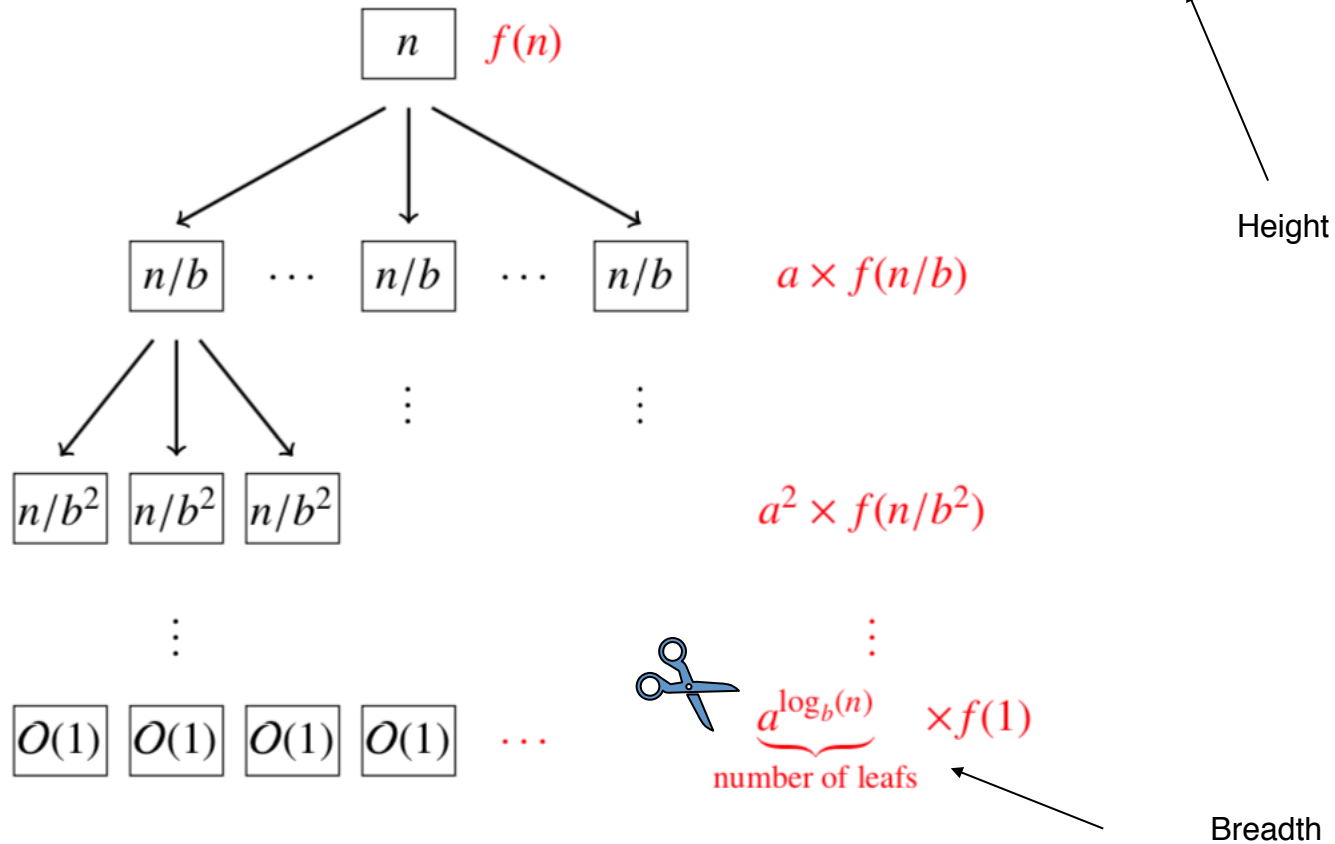 n f(n)
Height
n/b ... n/b ... n/b a × f(n/b)
⋮ ⋮
n/b² n/b² n/b² a² × f(n/b²)
⋮ ⋮
𝒪(1) 𝒪(1) 𝒪(1) 𝒪(1) ... a^{log_b(n)} ×f(1)
number of leafs
Breadth